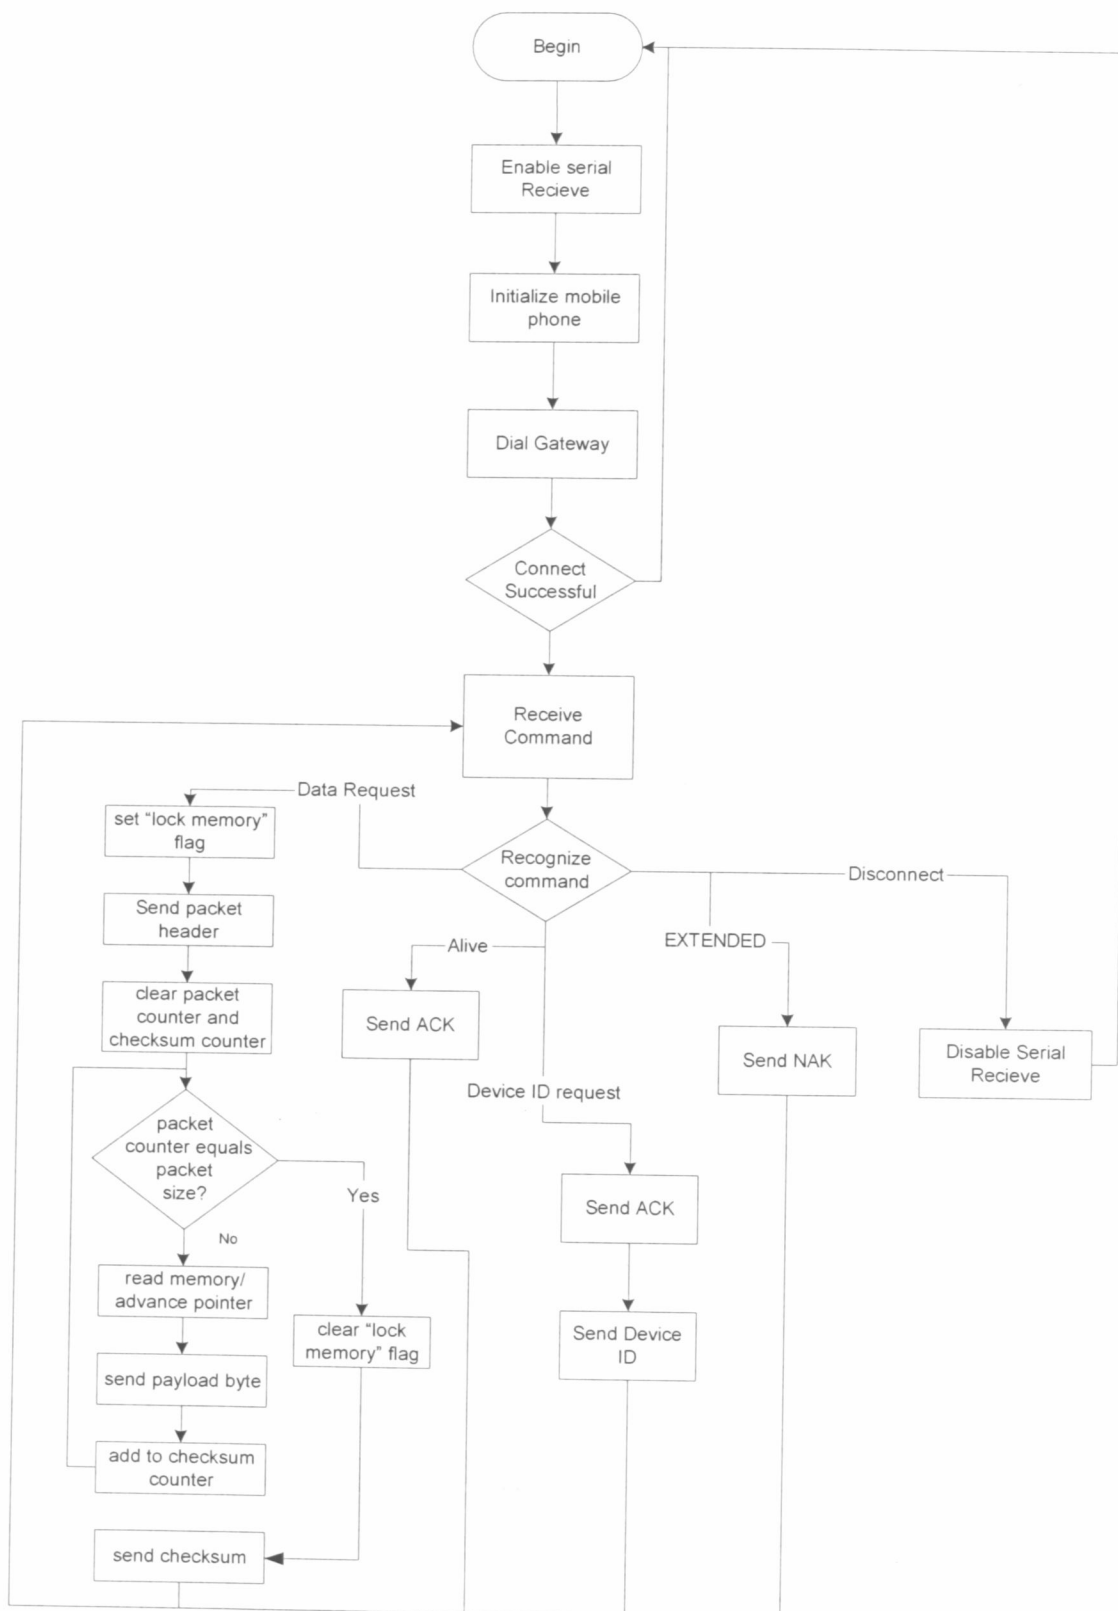 Begin
Enable serial
Recieve
Initialize mobile
phone
Dial Gateway
Connect
Successful
Receive
Command
Data Request
set “lock memory”
flag
Recognize
command
Disconnect
Send packet
header
Alive
EXTENDED
clear packet
counter and
checksum counter
Send ACK
Send NAK
Disable Serial
Recieve
Device ID request
packet
counter equals
packet
size?
Yes
No
Send ACK
read memory/
advance pointer
clear “lock
memory” flag
Send Device
ID
send payload byte
add to checksum
counter
send checksum